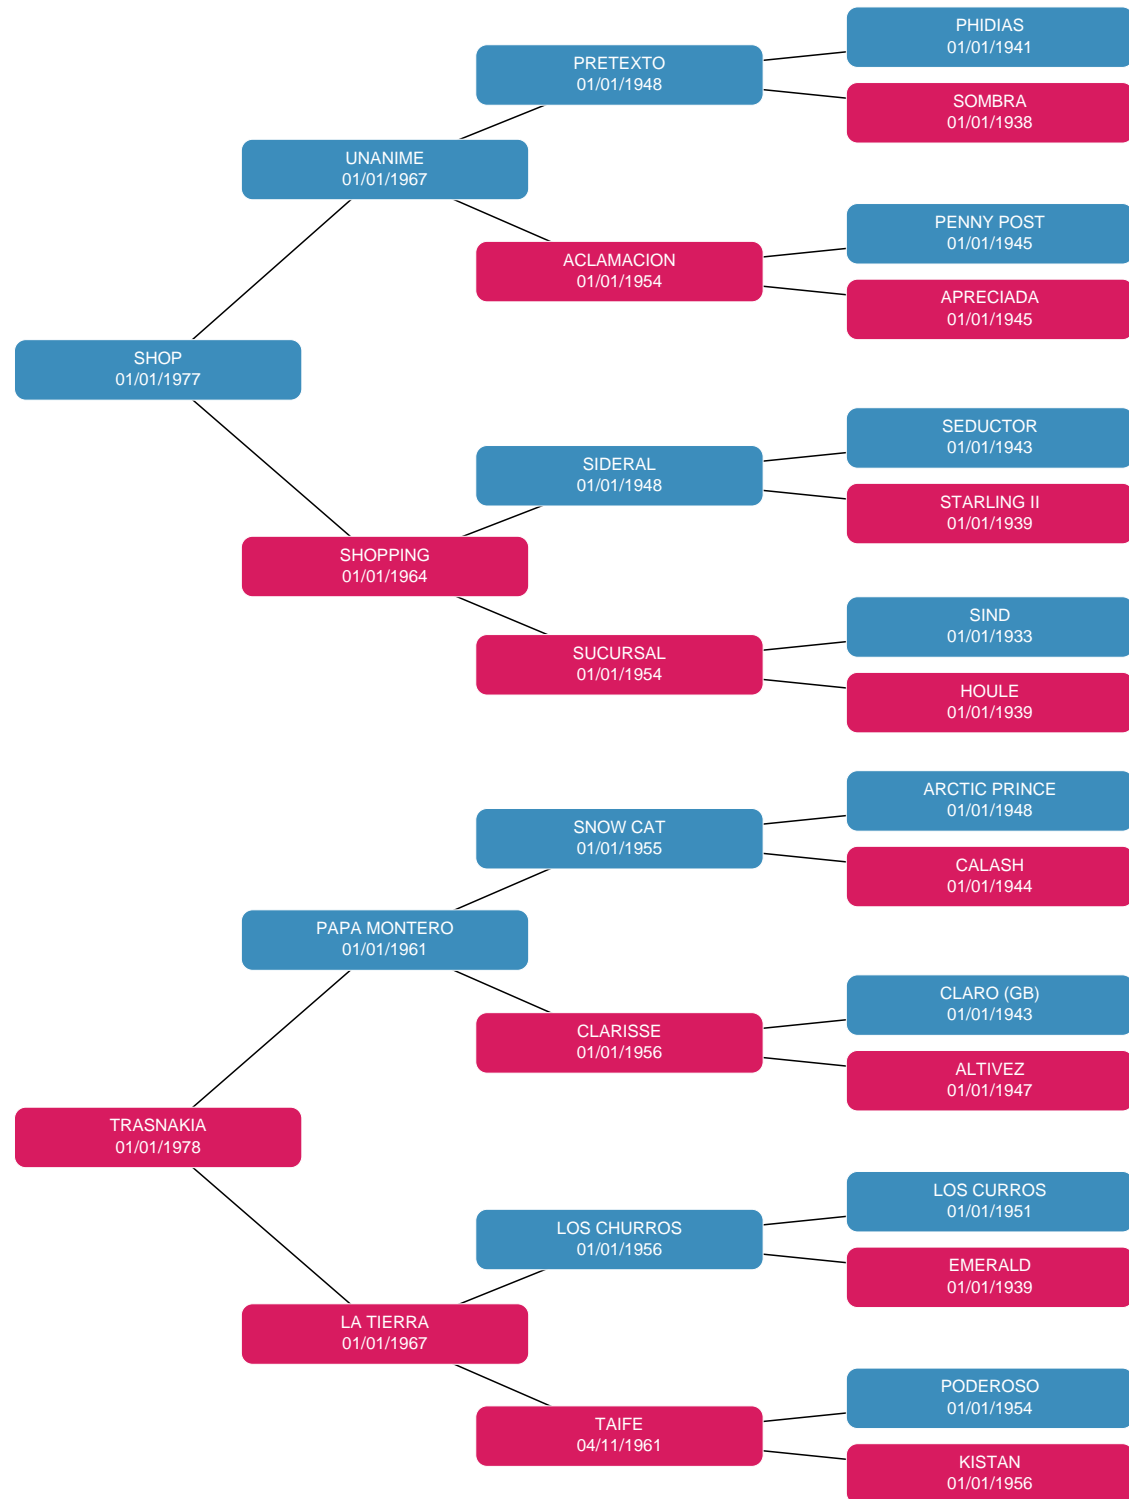 PHIDIAS
01/01/1941
PRETEXTO
01/01/1948
SOMBRA
01/01/1938
UNANIME
01/01/1967
PENNY POST
01/01/1945
ACLAMACION
01/01/1954
APRECIADA
01/01/1945
SHOP
01/01/1977
SEDUCTOR
01/01/1943
SIDERAL
01/01/1948
STARLING II
01/01/1939
SHOPPING
01/01/1964
SIND
01/01/1933
SUCURSAL
01/01/1954
HOULE
01/01/1939
ARCTIC PRINCE
01/01/1948
SNOW CAT
01/01/1955
CALASH
01/01/1944
PAPA MONTERO
01/01/1961
CLARO (GB)
01/01/1943
CLARISSE
01/01/1956
ALTIVEZ
01/01/1947
TRASNAKIA
01/01/1978
LOS CURROS
01/01/1951
LOS CHURROS
01/01/1956
EMERALD
01/01/1939
LA TIERRA
01/01/1967
PODEROSO
01/01/1954
TAIFE
04/11/1961
KISTAN
01/01/1956